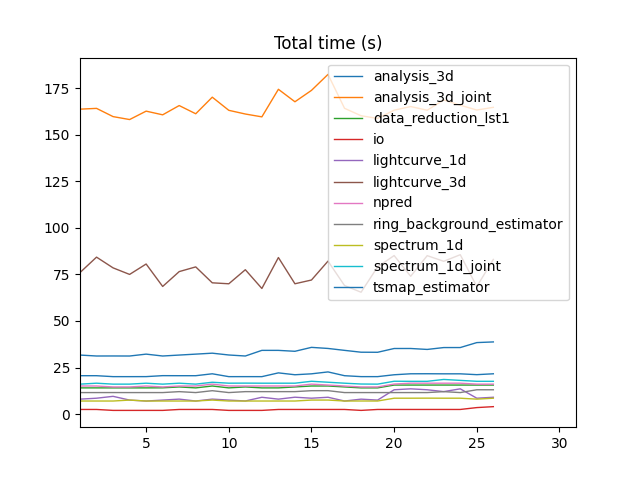 Total time (s)
analysis_3d
analysis_3d_joint
data_reduction_lst1
io
lightcurve_1d
lightcurve_3d
npred
ring_background_estimator
spectrum_1d
spectrum_1d_joint
tsmap_estimator
175
150
125
100
75
50
25
0
5 10 15 20 25 30